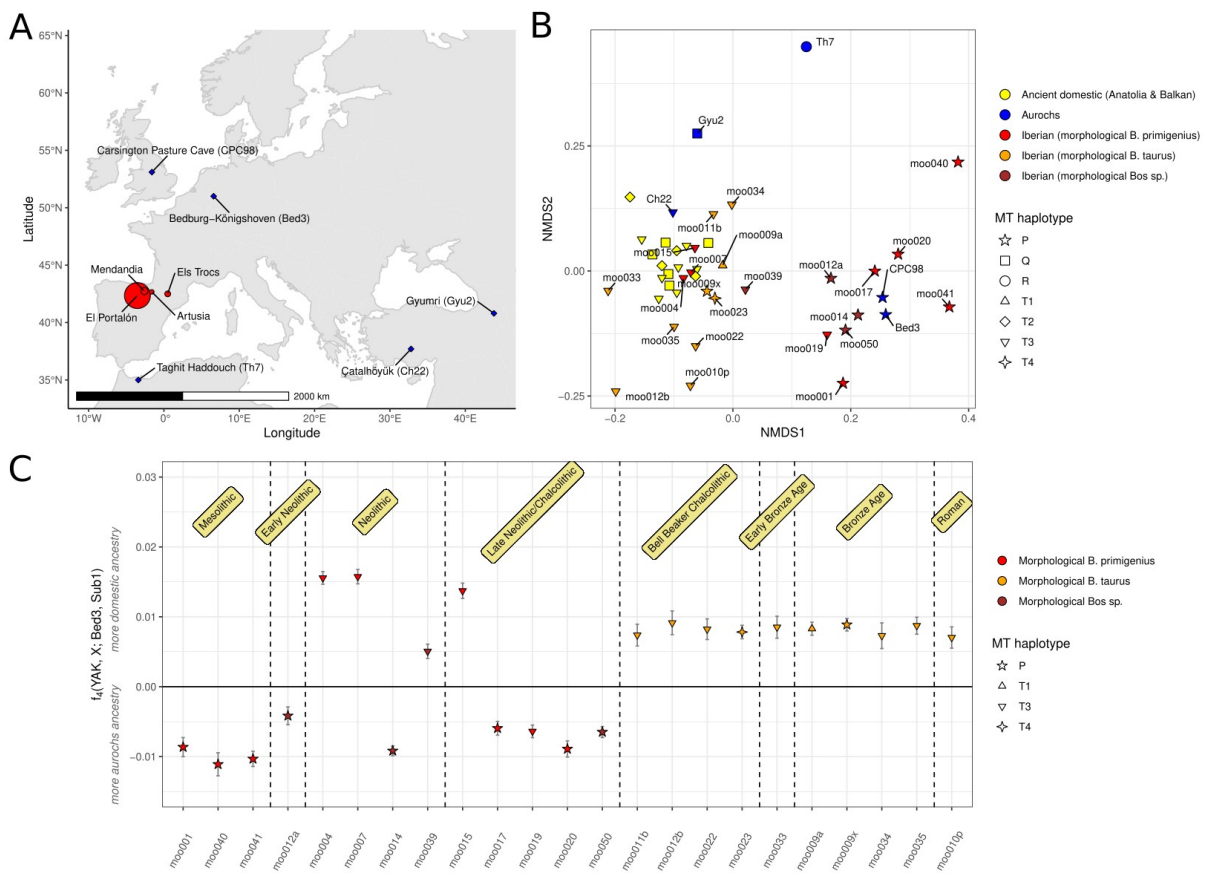 A
65°N
60°N
55°N
50°N
45°N
40°N
35°N
Latitude
Carsington Pasture Cave (CPC98)
Bedburg−Königshoven (Bed3)
Mendandia
Els Trocs
El Portalón
Artusia
Gyumri (Gyu2)
Taghit Haddouch (Th7)
Çatalhöyük (Ch22)
2000 km
10°W
0°
10°E
20°E
30°E
40°E
Longitude
B
Th7
Gyu2
moo040
Ch22
moo034
moo011b
moo009a
moo015
moo007
moo020
moo012a
CPC98
moo033
moo009x
moo039
moo017
moo041
moo004
moo023
moo014
Bed3
moo035
moo022
moo019
moo050
moo010p
moo001
moo012b
0.25
0.00
−0.25
NMDS2
−0.2
0.0
0.2
0.4
NMDS1
Ancient domestic (Anatolia & Balkan)
Aurochs
Iberian (morphological B. primigenius)
Iberian (morphological B. taurus)
Iberian (morphological Bos sp.)
MT haplotype
P
Q
R
T1
T2
T3
T4
C
0.03
0.02
0.01
0.00
−0.01
f₄(YAK, X; Bed3, Sub1)
more domestic ancestry
more aurochs ancestry
Mesolithic
Early Neolithic
Neolithic
Late Neolithic/Chalcolithic
Bell Beaker Chalcolithic
Early Bronze Age
Bronze Age
Roman
moo001
moo040
moo041
moo012a
moo004
moo007
moo014
moo039
moo015
moo017
moo019
moo020
moo050
moo011b
moo012b
moo022
moo023
moo033
moo009a
moo009x
moo034
moo035
moo010p
Morphological B. primigenius
Morphological B. taurus
Morphological Bos sp.
MT haplotype
P
T1
T3
T4